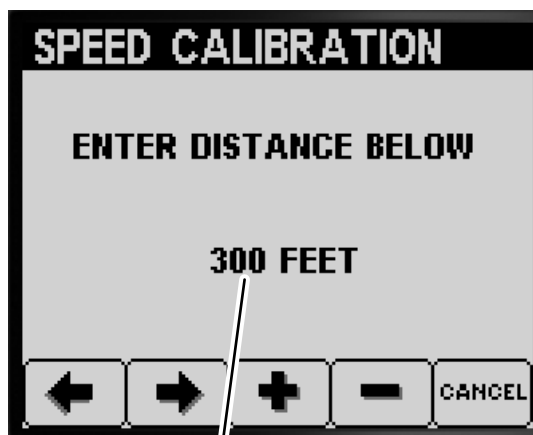 SPEED CALIBRATION
ENTER DISTANCE BELOW
300 FEET
CANCEL